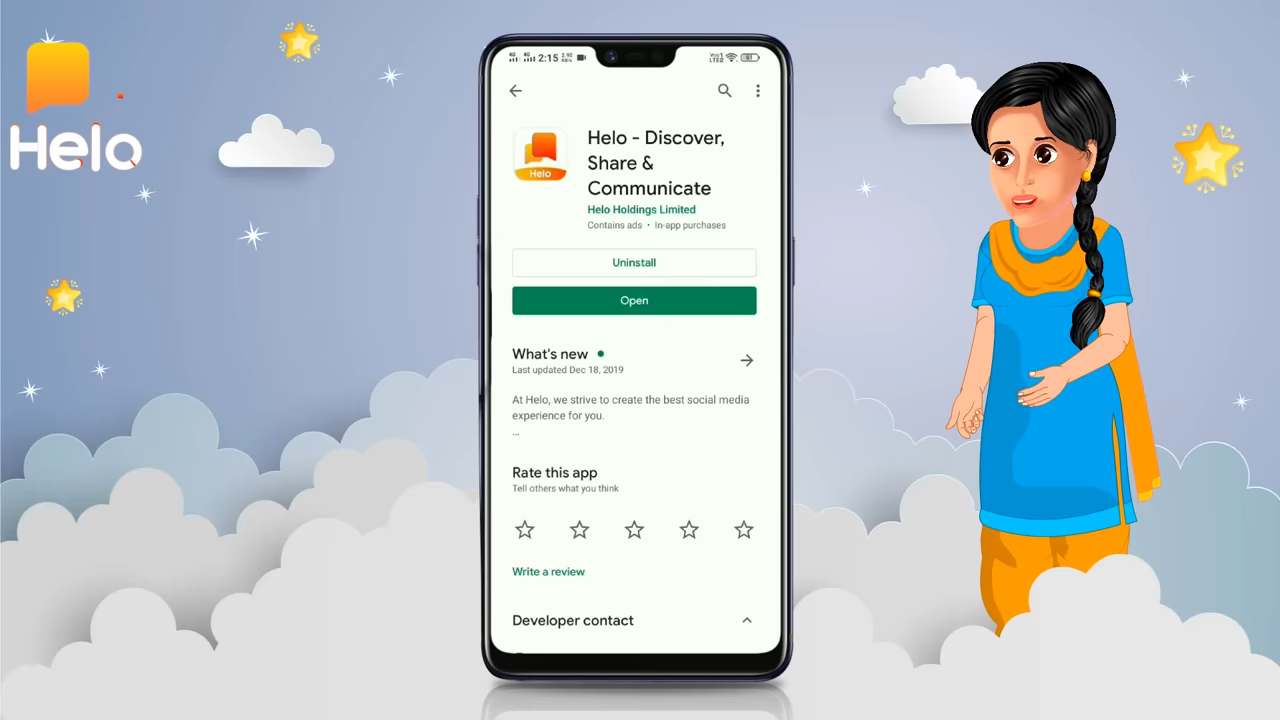 Helo
2:15
Helo - Discover,
Share &
Communicate
Helo
Helo Holdings Limited
Contains ads • In-app purchases
Uninstall
Open
What's new
Last updated Dec 18, 2019
At Helo, we strive to create the best social media
experience for you.
...
Rate this app
Tell others what you think
Write a review
Developer contact